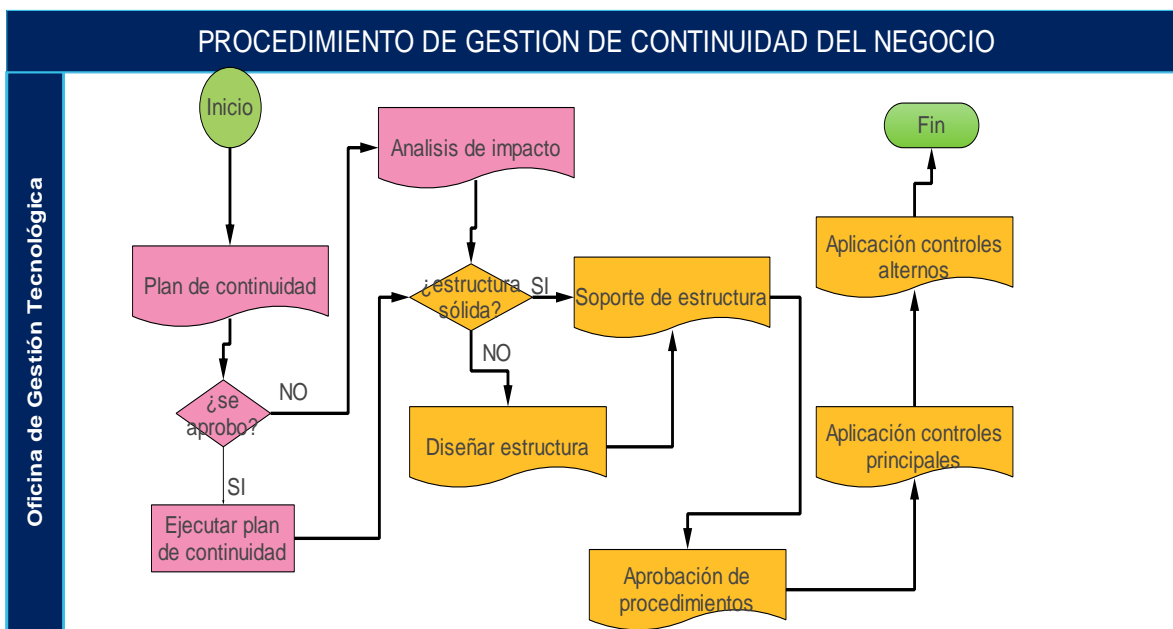 PROCEDIMIENTO DE GESTION DE CONTINUIDAD DEL NEGOCIO
Oficina de Gestión Tecnológica
Inicio
Plan de continuidad
¿se
aprobo?
NO
SI
Ejecutar plan
de continuidad
Analisis de impacto
¿estructura
sólida?
SI
NO
Diseñar estructura
Soporte de estructura
Aprobación de
procedimientos
Aplicación controles
principales
Aplicación controles
alternos
Fin